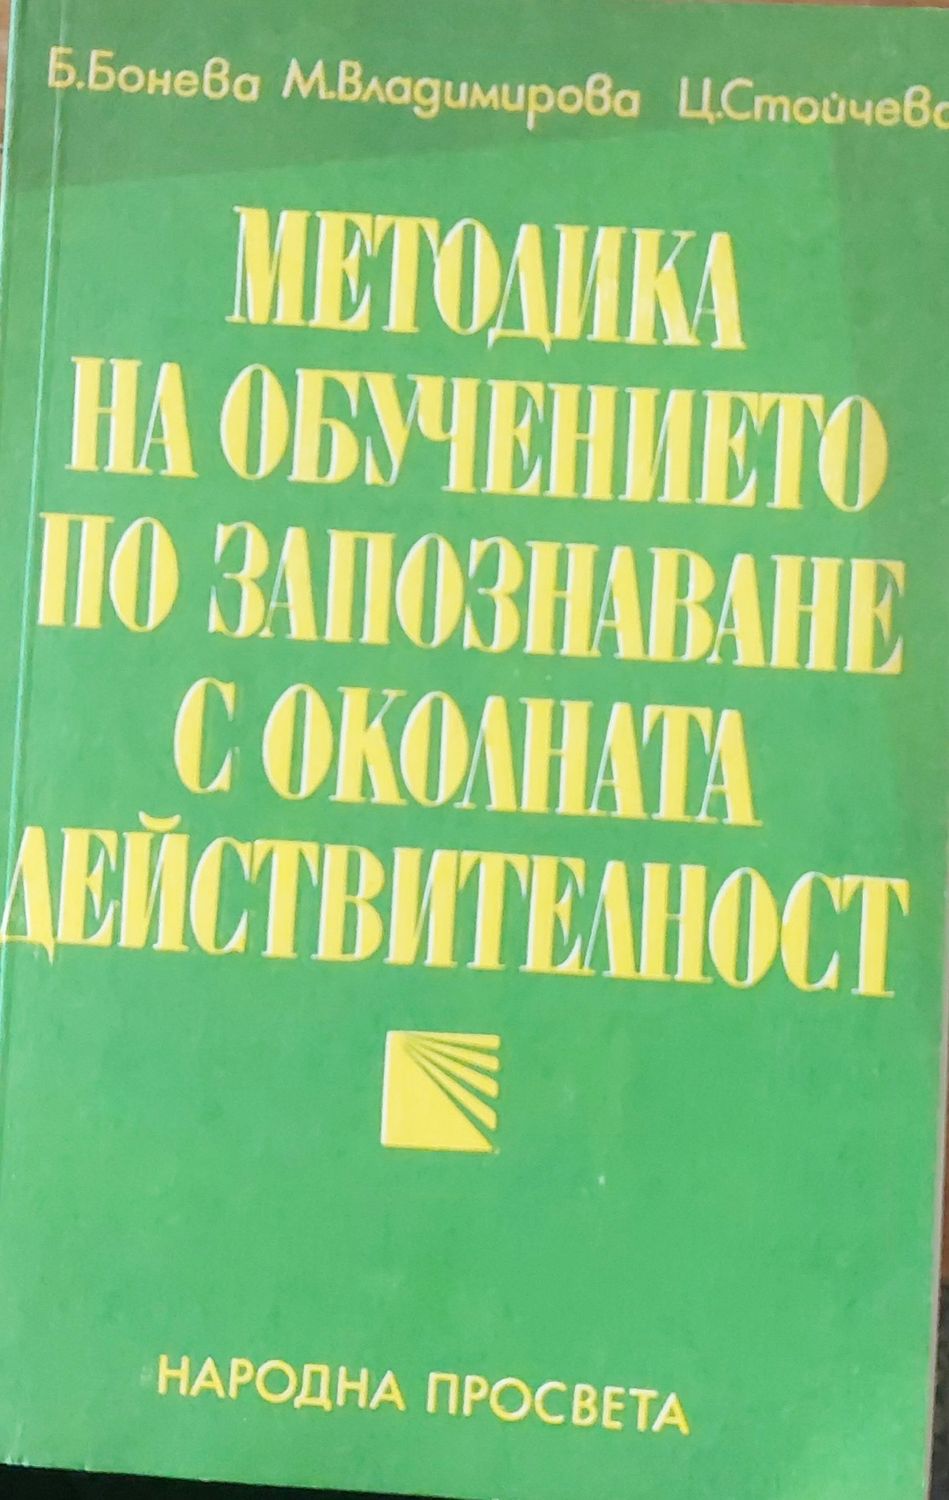 Б.Бонева М.Владимирова Ц.Стойчева
МЕТОДИКА
НА ОБУЧЕНИЕТО
ПО ЗАПОЗНАВАНЕ
С ОКОЛНАТА
ДЕЙСТВИТЕЛНОСТ
НАРОДНА ПРОСВЕТА